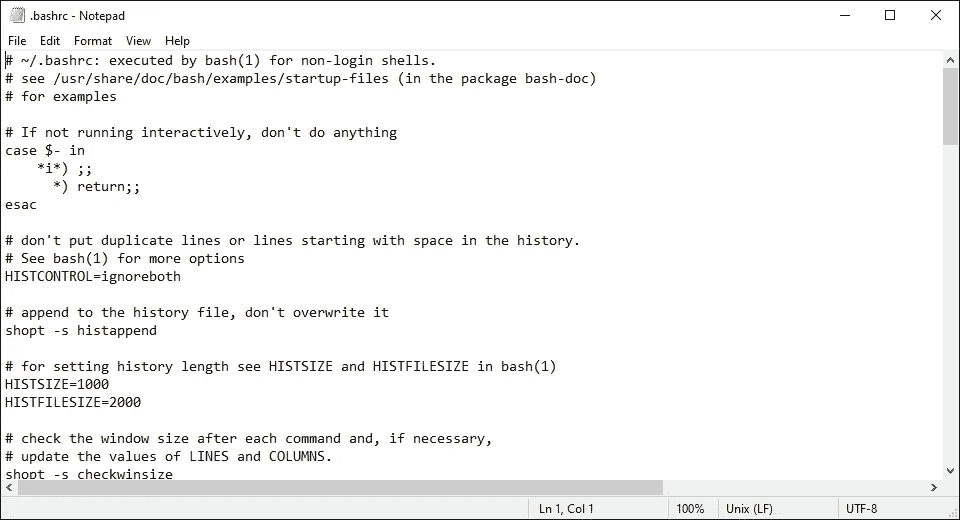 .bashrc - Notepad
File Edit Format View Help
# ~/.bashrc: executed by bash(1) for non-login shells.
# see /usr/share/doc/bash/examples/startup-files (in the package bash-doc)
# for examples

# If not running interactively, don't do anything
case $- in
    *i*) ;;
      *) return;;
esac

# don't put duplicate lines or lines starting with space in the history.
# See bash(1) for more options
HISTCONTROL=ignoreboth

# append to the history file, don't overwrite it
shopt -s histappend

# for setting history length see HISTSIZE and HISTFILESIZE in bash(1)
HISTSIZE=1000
HISTFILESIZE=2000

# check the window size after each command and, if necessary,
# update the values of LINES and COLUMNS.
shopt -s checkwinsize
Ln 1, Col 1 100% Unix (LF) UTF-8